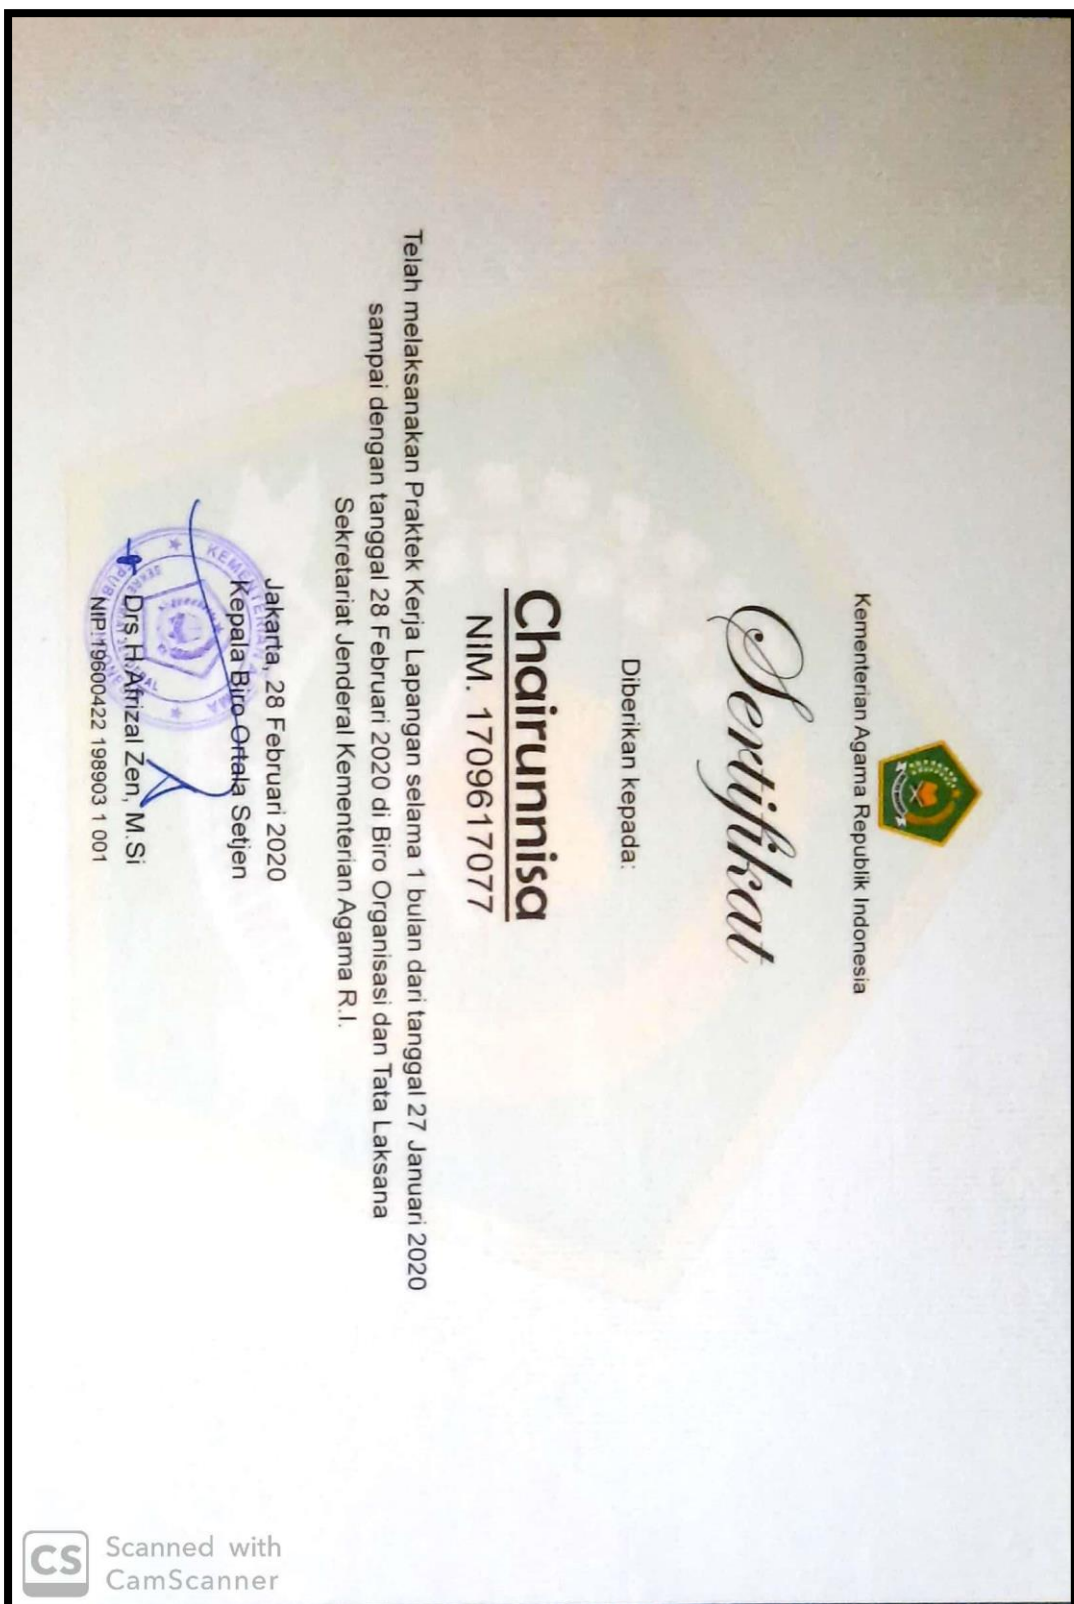 Kementerian Agama Republik Indonesia
Sertifikat
Diberikan kepada:
Chairunnisa
NIM. 1709617077
Telah melaksanakan Praktek Kerja Lapangan selama 1 bulan dari tanggal 27 Januari 2020
sampai dengan tanggal 28 Februari 2020 di Biro Organisasi dan Tata Laksana
Sekretariat Jenderal Kementerian Agama R.I.
Jakarta, 28 Februari 2020
Kepala Biro Ortala Setjen
KEMENTERIAN AGAMA
Drs.H.Afrizal Zen, M.Si
NIP.19600422 198903 1 001
CS
Scanned with
CamScanner